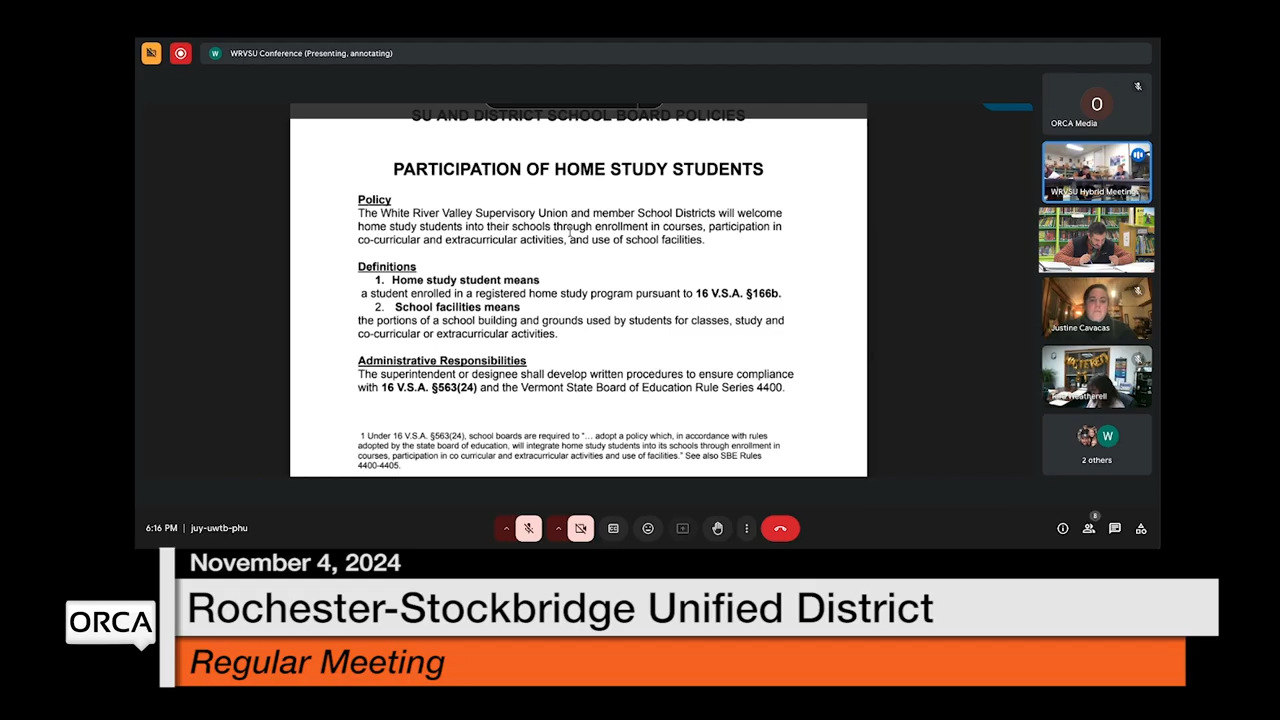 W WRVSU Conference (Presenting, annotating)
SU AND DISTRICT SCHOOL BOARD POLICIES
PARTICIPATION OF HOME STUDY STUDENTS
Policy
The White River Valley Supervisory Union and member School Districts will welcome
home study students into their schools through enrollment in courses, participation in
co-curricular and extracurricular activities, and use of school facilities.
Definitions
1. Home study student means
a student enrolled in a registered home study program pursuant to 16 V.S.A. §166b.
2. School facilities means
the portions of a school building and grounds used by students for classes, study and
co-curricular or extracurricular activities.
Administrative Responsibilities
The superintendent or designee shall develop written procedures to ensure compliance
with 16 V.S.A. §563(24) and the Vermont State Board of Education Rule Series 4400.
1 Under 16 V.S.A. §563(24), school boards are required to “... adopt a policy which, in accordance with rules
adopted by the state board of education, will integrate home study students into its schools through enrollment in
courses, participation in co curricular and extracurricular activities and use of facilities.” See also SBE Rules
4400-4405.
O
ORCA Media
WRVSU Hybrid Meeting
Justine Cavacas
Weatherell
W
2 others
6:16 PM | juy-uwtb-phu
8
November 4, 2024
Rochester-Stockbridge Unified District
ORCA
Regular Meeting